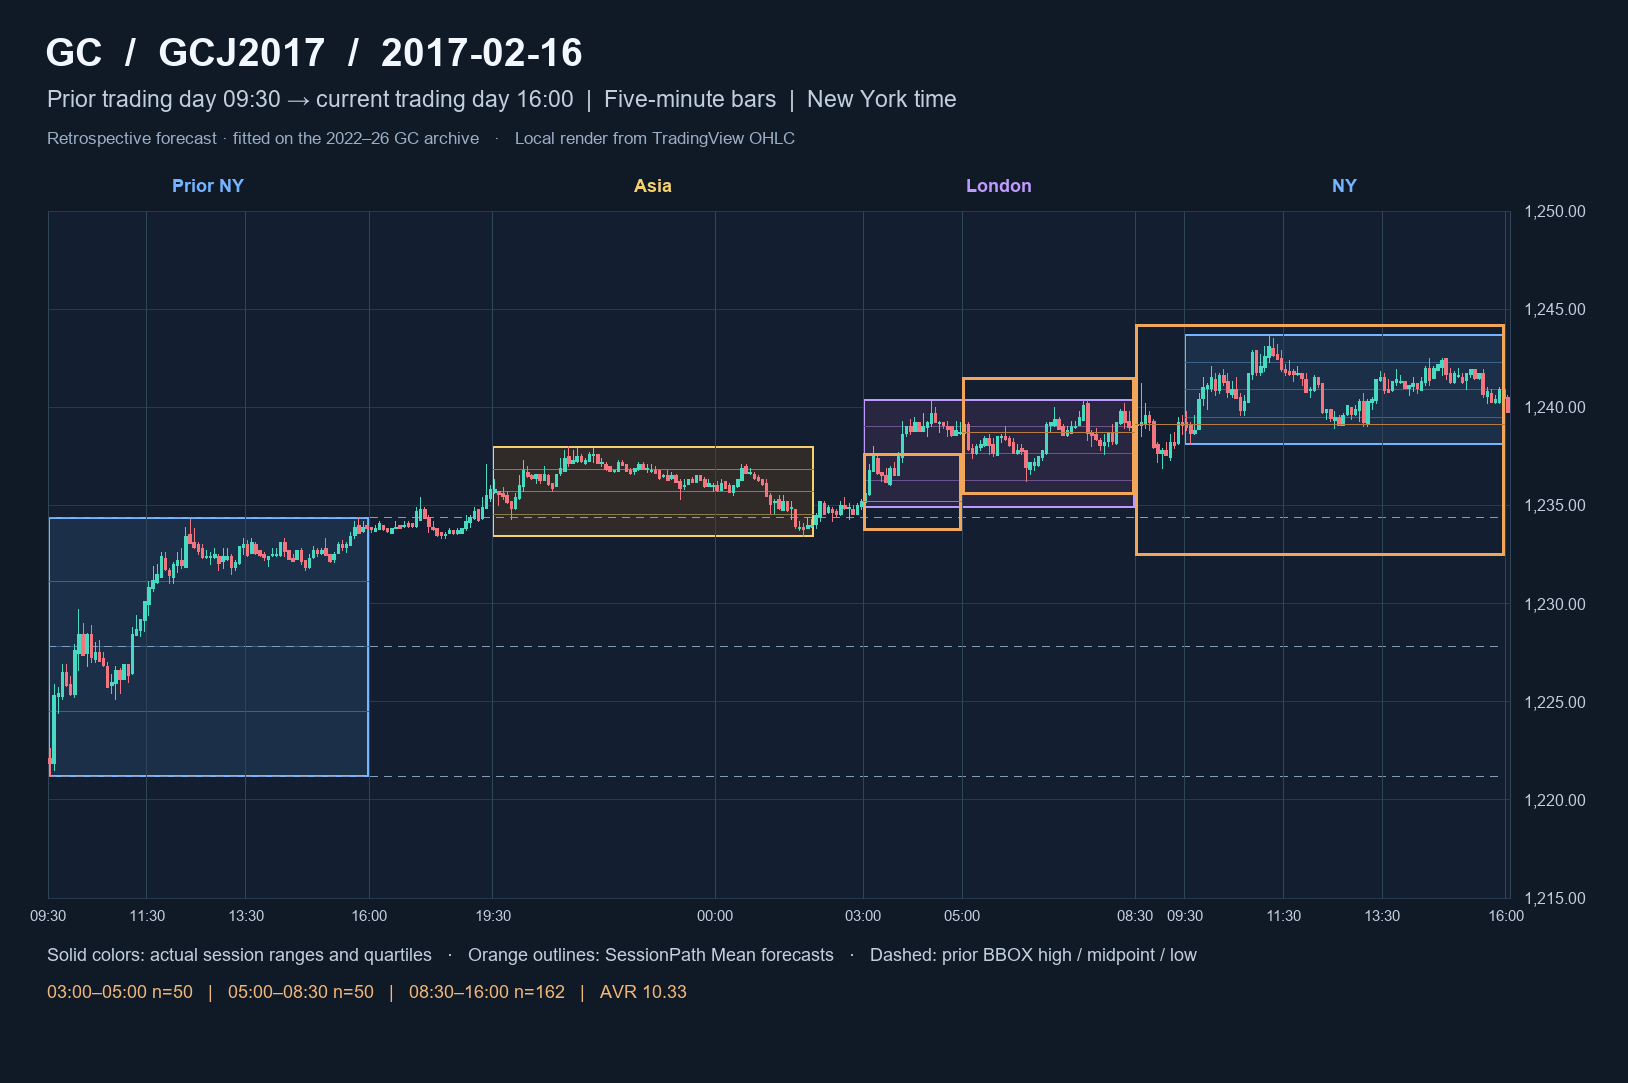 GC / GCJ2017 / 2017-02-16
Prior trading day 09:30 → current trading day 16:00 | Five-minute bars | New York time
Retrospective forecast · fitted on the 2022–26 GC archive · Local render from TradingView OHLC
Prior NY Asia London NY
1,250.00
1,245.00
1,240.00
1,235.00
1,230.00
1,225.00
1,220.00
1,215.00
09:30 11:30 13:30 16:00 19:30 00:00 03:00 05:00 08:30 09:30 11:30 13:30 16:00
Solid colors: actual session ranges and quartiles · Orange outlines: SessionPath Mean forecasts · Dashed: prior BBOX high / midpoint / low
03:00–05:00 n=50 | 05:00–08:30 n=50 | 08:30–16:00 n=162 | AVR 10.33